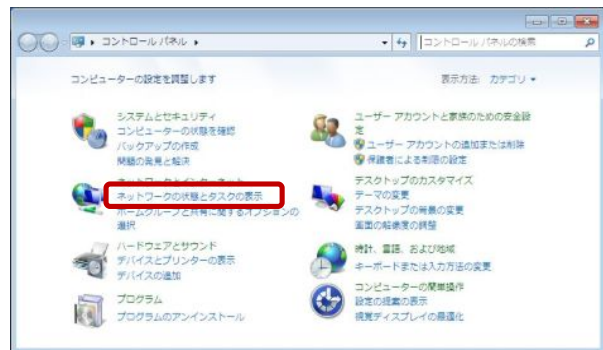 コントロール パネル
コントロール パネルの検索
コンピューターの設定を調整します
表示方法: カテゴリ
システムとセキュリティ
コンピューターの状態を確認
バックアップの作成
問題の発見と解決
ネットワークとインターネット
ネットワークの状態とタスクの表示
ホームグループと共有に関するオプションの
選択
ハードウェアとサウンド
デバイスとプリンターの表示
デバイスの追加
プログラム
プログラムのアンインストール
ユーザー アカウントと家族のための安全設
定
ユーザー アカウントの追加または削除
保護者による制限の設定
デスクトップのカスタマイズ
テーマの変更
デスクトップの背景の変更
画面の解像度の調整
時計、言語、および地域
キーボードまたは入力方法の変更
コンピューターの簡単操作
設定の提案の表示
視覚ディスプレイの最適化